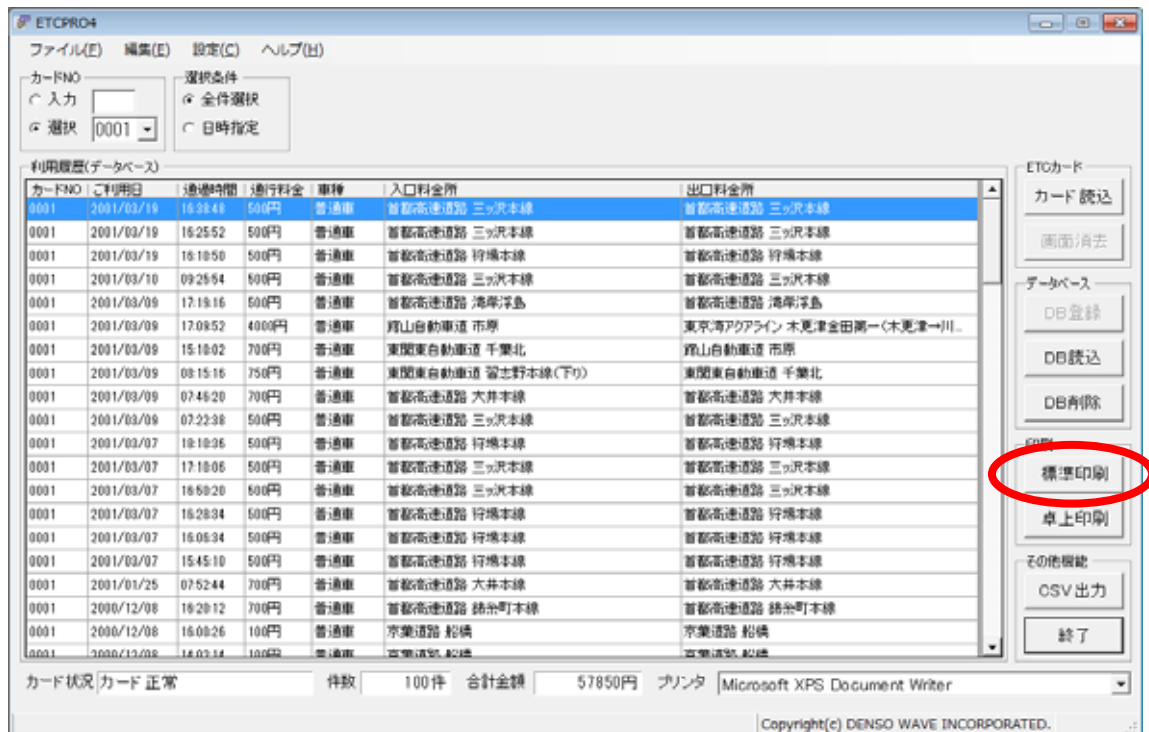 ETCPRO4
ファイル(F) 編集(E) 設定(C) ヘルプ(H)
カードNO 選択条件
入力 全件選択
選択 0001 日時指定
利用履歴(データベース) ETCカード
カードNO ご利用日 通過時間 通行料金 車種 入口料金所 出口料金所
カード読込
0001 2001/03/19 16:38:48 500円 普通車 首都高速道路 三ッ沢本線 首都高速道路 三ッ沢本線
0001 2001/03/19 16:25:52 500円 普通車 首都高速道路 三ッ沢本線 首都高速道路 三ッ沢本線
画面消去
0001 2001/03/19 16:10:50 500円 普通車 首都高速道路 狩場本線 首都高速道路 狩場本線
0001 2001/03/10 09:25:54 500円 普通車 首都高速道路 三ッ沢本線 首都高速道路 三ッ沢本線
データベース
0001 2001/03/09 17:19:16 500円 普通車 首都高速道路 湾岸浮島 首都高速道路 湾岸浮島
DB登録
0001 2001/03/09 17:09:52 4000円 普通車 館山自動車道 市原 東京湾アクアライン 木更津金田第一(木更津→川...
0001 2001/03/09 15:10:02 700円 普通車 東関東自動車道 千葉北 館山自動車道 市原
DB読込
0001 2001/03/09 08:15:16 750円 普通車 東関東自動車道 習志野本線(下り) 東関東自動車道 千葉北
0001 2001/03/09 07:46:20 700円 普通車 首都高速道路 大井本線 首都高速道路 大井本線
DB削除
0001 2001/03/09 07:22:38 500円 普通車 首都高速道路 三ッ沢本線 首都高速道路 三ッ沢本線
0001 2001/03/07 18:10:36 500円 普通車 首都高速道路 狩場本線 首都高速道路 狩場本線
印刷
0001 2001/03/07 17:18:06 500円 普通車 首都高速道路 三ッ沢本線 首都高速道路 三ッ沢本線
標準印刷
0001 2001/03/07 16:50:20 500円 普通車 首都高速道路 三ッ沢本線 首都高速道路 三ッ沢本線
0001 2001/03/07 16:28:34 500円 普通車 首都高速道路 狩場本線 首都高速道路 狩場本線
卓上印刷
0001 2001/03/07 16:06:34 500円 普通車 首都高速道路 狩場本線 首都高速道路 狩場本線
0001 2001/03/07 15:45:10 500円 普通車 首都高速道路 狩場本線 首都高速道路 狩場本線
その他機能
0001 2001/01/25 07:52:44 700円 普通車 首都高速道路 大井本線 首都高速道路 大井本線
CSV出力
0001 2000/12/08 16:20:12 700円 普通車 首都高速道路 錦糸町本線 首都高速道路 錦糸町本線
0001 2000/12/08 16:00:26 100円 普通車 京葉道路 船橋 京葉道路 船橋
終了
0001 2000/12/08 14:02:14 100円 普通車 京葉道路 船橋 京葉道路 船橋
カード状況 カード正常 件数 100件 合計金額 57850円 プリンタ Microsoft XPS Document Writer
Copyright(c) DENSO WAVE INCORPORATED.